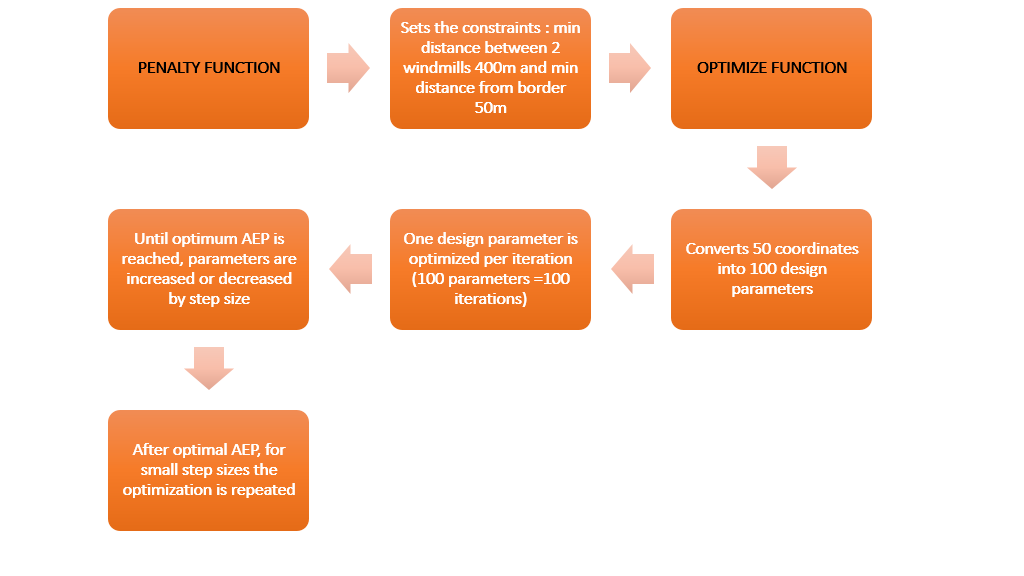 PENALTY FUNCTION
Sets the constraints : min
distance between 2
windmills 400m and min
distance from border
50m
OPTIMIZE FUNCTION
Converts 50 coordinates
into 100 design
parameters
One design parameter is
optimized per iteration
(100 parameters =100
iterations)
Until optimum AEP is
reached, parameters are
increased or decreased
by step size
After optimal AEP, for
small step sizes the
optimization is repeated